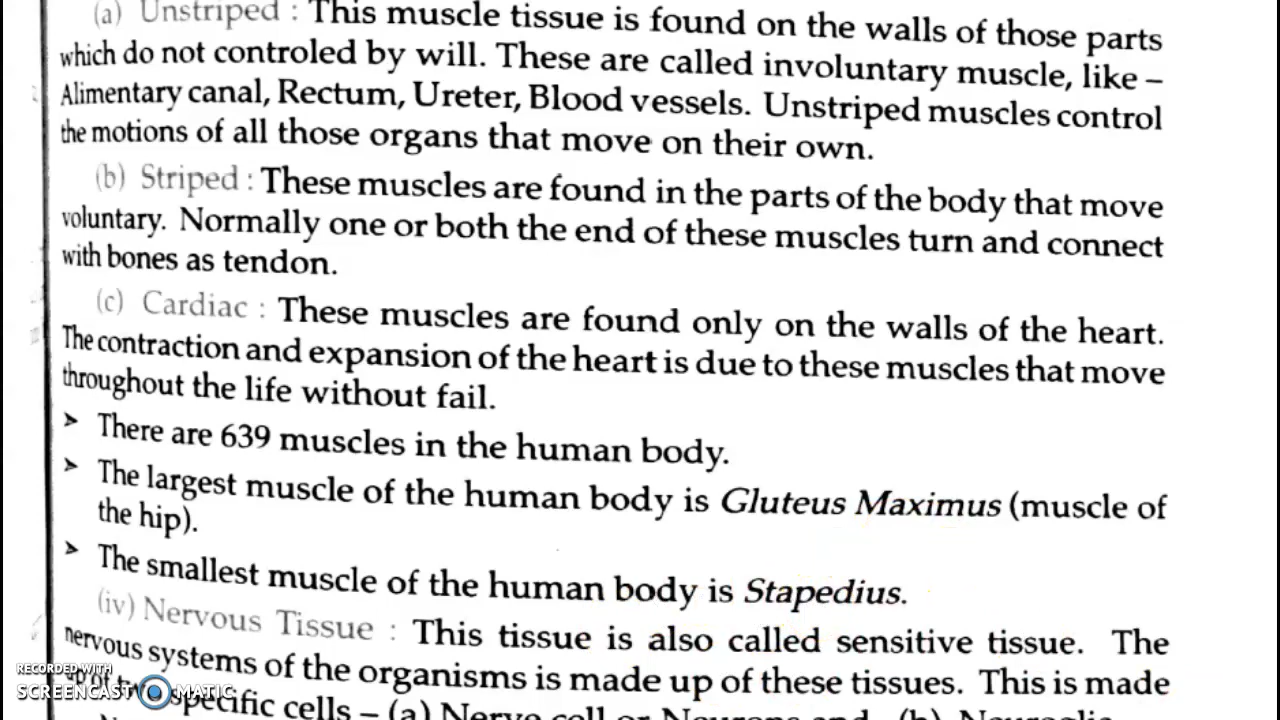 (a) Unstriped : This muscle tissue is found on the walls of those parts
which do not controled by will. These are called involuntary muscle, like –
Alimentary canal, Rectum, Ureter, Blood vessels. Unstriped muscles control
the motions of all those organs that move on their own.
(b) Striped : These muscles are found in the parts of the body that move
voluntary. Normally one or both the end of these muscles turn and connect
with bones as tendon.
(c) Cardiac : These muscles are found only on the walls of the heart.
The contraction and expansion of the heart is due to these muscles that move
throughout the life without fail.
➤ There are 639 muscles in the human body.
➤ The largest muscle of the human body is Gluteus Maximus (muscle of
the hip).
➤ The smallest muscle of the human body is Stapedius.
(iv) Nervous Tissue : This tissue is also called sensitive tissue. The
nervous systems of the organisms is made up of these tissues. This is made
up of specific cells – (a) Nerve cell or Neurons and (b) Neuroglia
RECORDED WITH
SCREENCAST MATIC